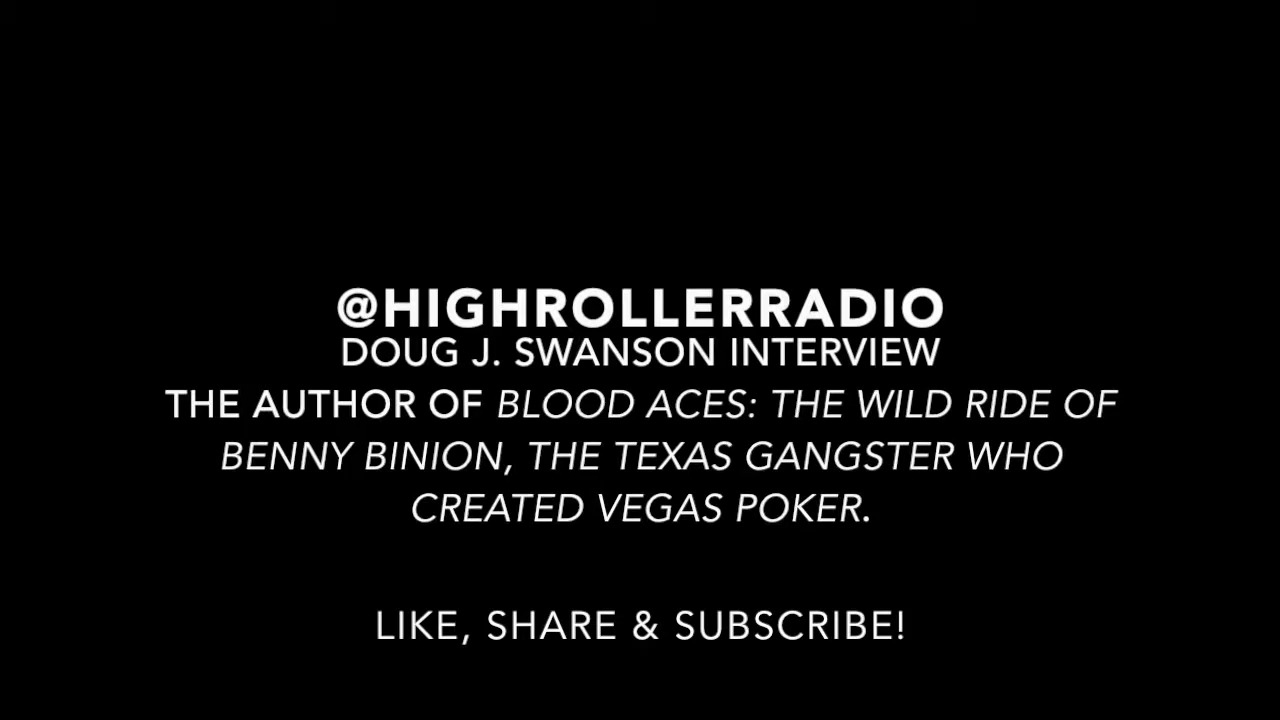 @HIGHROLLERRADIO
DOUG J. SWANSON INTERVIEW
THE AUTHOR OF BLOOD ACES: THE WILD RIDE OF
BENNY BINION, THE TEXAS GANGSTER WHO
CREATED VEGAS POKER.
LIKE, SHARE & SUBSCRIBE!